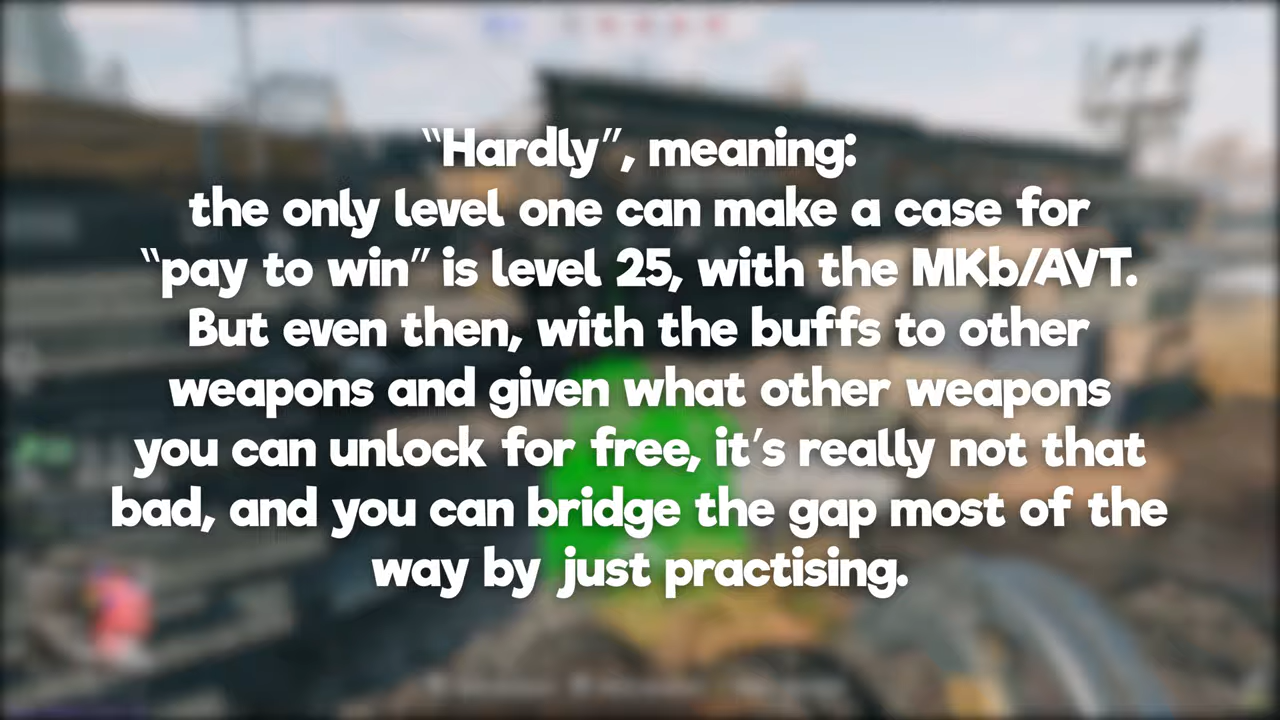 “Hardly”, meaning:
the only level one can make a case for
“pay to win” is level 25, with the MKb/AVT.
But even then, with the buffs to other
weapons and given what other weapons
you can unlock for free, it’s really not that
bad, and you can bridge the gap most of the
way by just practising.